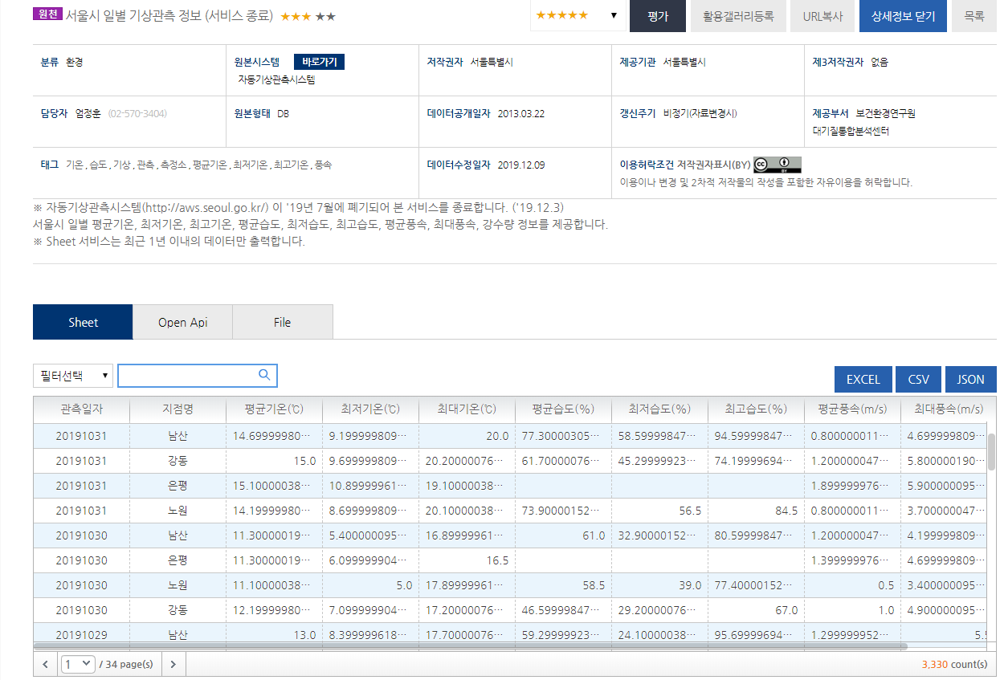 원천 서울시 일별 기상관측 정보 (서비스 종료) ★★★★★ ★★★★★ ▼ 평가 활용갤러리등록 URL복사 상세정보 닫기 목록
분류 환경 원본시스템 바로가기 저작권자 서울특별시 제공기관 서울특별시 제3저작권자 없음
자동기상관측시스템
담당자 엄정훈 (02-570-3404) 원본형태 DB 데이터공개일자 2013.03.22 갱신주기 비정기(자료변경시) 제공부서 보건환경연구원
대기질통합분석센터
태그 기온 , 습도 , 기상 , 관측 , 측정소 , 평균기온 , 최저기온 , 최고기온 , 풍속 데이터수정일자 2019.12.09 이용허락조건 저작권자표시(BY) cc BY
이용이나 변경 및 2차적 저작물의 작성을 포함한 자유이용을 허락합니다.
※ 자동기상관측시스템(http://aws.seoul.go.kr/) 이 '19년 7월에 폐기되어 본 서비스를 종료합니다. ('19.12.3)
서울시 일별 평균기온, 최저기온, 최고기온, 평균습도, 최저습도, 최고습도, 평균풍속, 최대풍속, 강수량 정보를 제공합니다.
※ Sheet 서비스는 최근 1년 이내의 데이터만 출력합니다.
Sheet Open Api File
필터선택 ▼ EXCEL CSV JSON
관측일자 지점명 평균기온(℃) 최저기온(℃) 최대기온(℃) 평균습도(%) 최저습도(%) 최고습도(%) 평균풍속(m/s) 최대풍속(m/s)
20191031 남산 14.69999980… 9.199999809… 20.0 77.30000305… 58.59999847… 94.59999847… 0.800000011… 4.699999809…
20191031 강동 15.0 9.699999809… 20.20000076… 61.70000076… 45.29999923… 74.19999694… 1.200000047… 5.800000190…
20191031 은평 15.10000038… 10.89999961… 19.10000038… 1.899999976… 5.900000095…
20191031 노원 14.19999980… 8.699999809… 20.10000038… 73.90000152… 56.5 84.5 0.800000011… 3.700000047…
20191030 남산 11.30000019… 5.400000095… 16.89999961… 61.0 32.90000152… 80.59999847… 1.200000047… 4.199999809…
20191030 은평 11.30000019… 6.099999904… 16.5 1.399999976… 4.699999809…
20191030 노원 11.10000038… 5.0 17.89999961… 58.5 39.0 77.40000152… 0.5 3.400000095…
20191030 강동 12.19999980… 7.099999904… 17.20000076… 46.59999847… 29.20000076… 67.0 1.0 4.900000095…
20191029 남산 13.0 8.399999618… 17.70000076… 59.29999923… 24.10000038… 95.69999694… 1.299999952… 5.5
< 1 / 34 page(s) > 3,330 count(s)